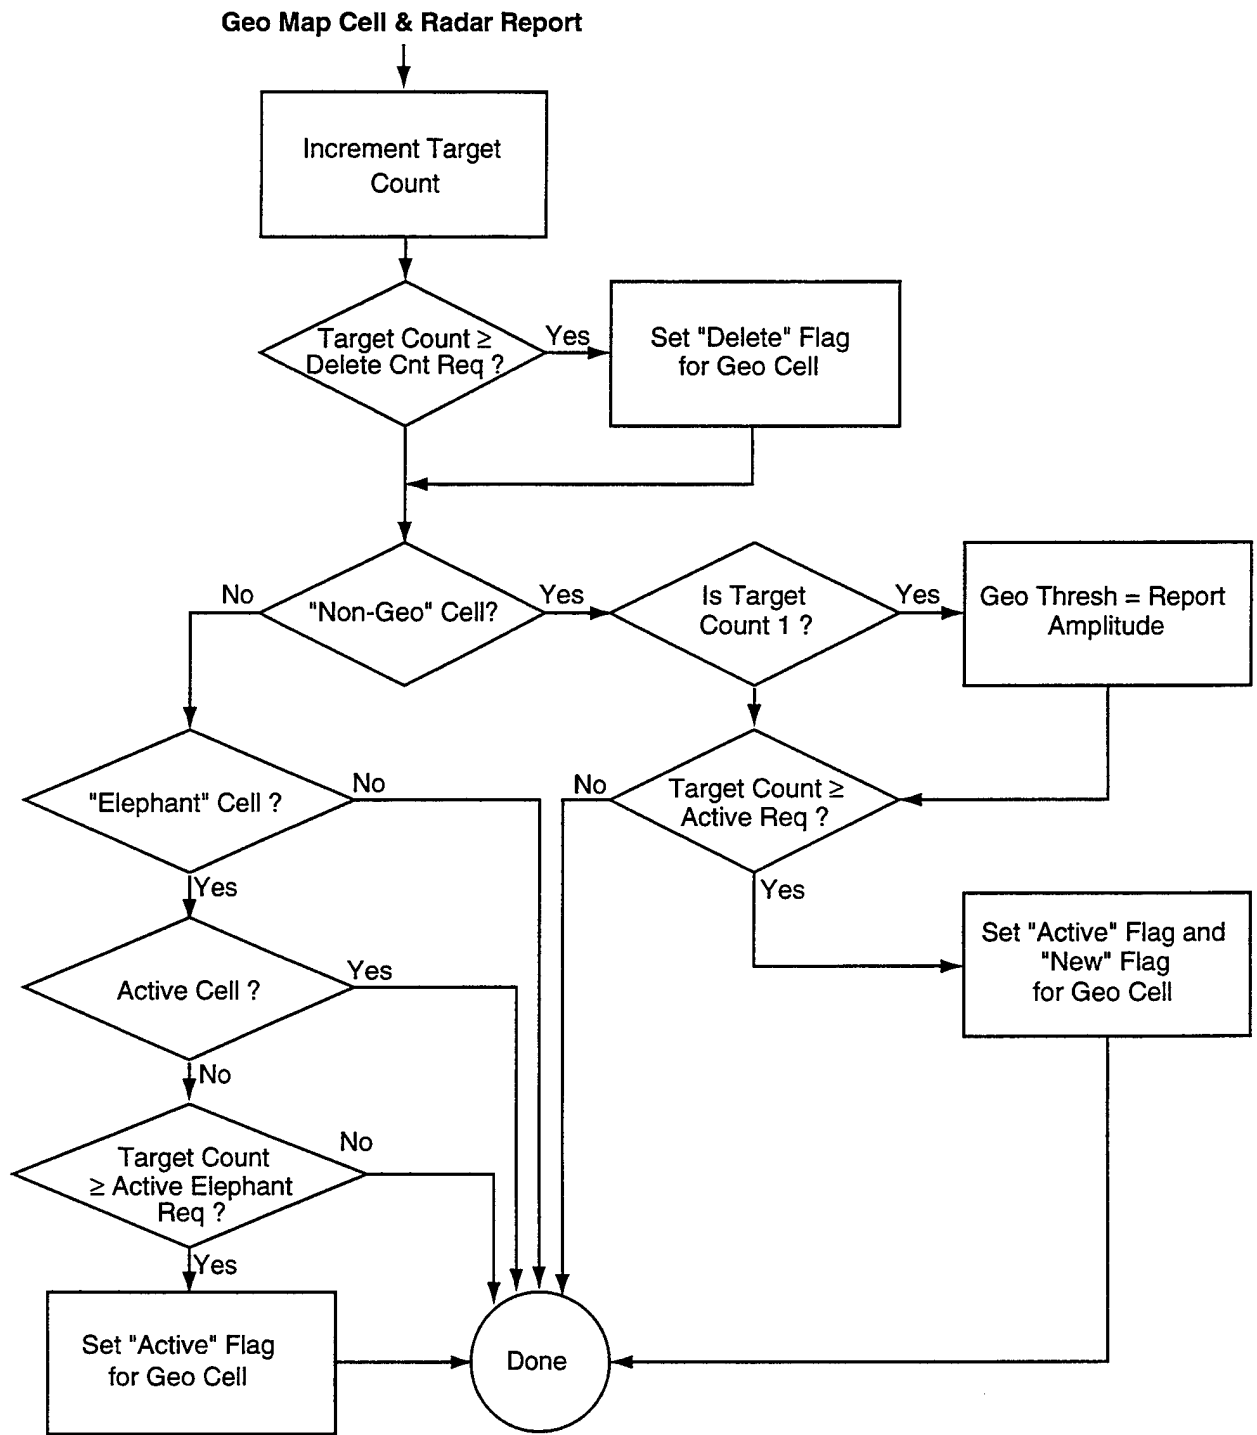 Geo Map Cell & Radar Report
Increment Target
Count
Target Count ≥
Delete Cnt Req ?
Yes
Set "Delete" Flag
for Geo Cell
No
"Non-Geo" Cell?
Yes
Is Target
Count 1 ?
Yes
Geo Thresh = Report
Amplitude
"Elephant" Cell ?
No
No
Target Count ≥
Active Req ?
Yes
Yes
Set "Active" Flag and
"New" Flag
for Geo Cell
Active Cell ?
Yes
No
Target Count
≥ Active Elephant
Req ?
No
Yes
Set "Active" Flag
for Geo Cell
Done